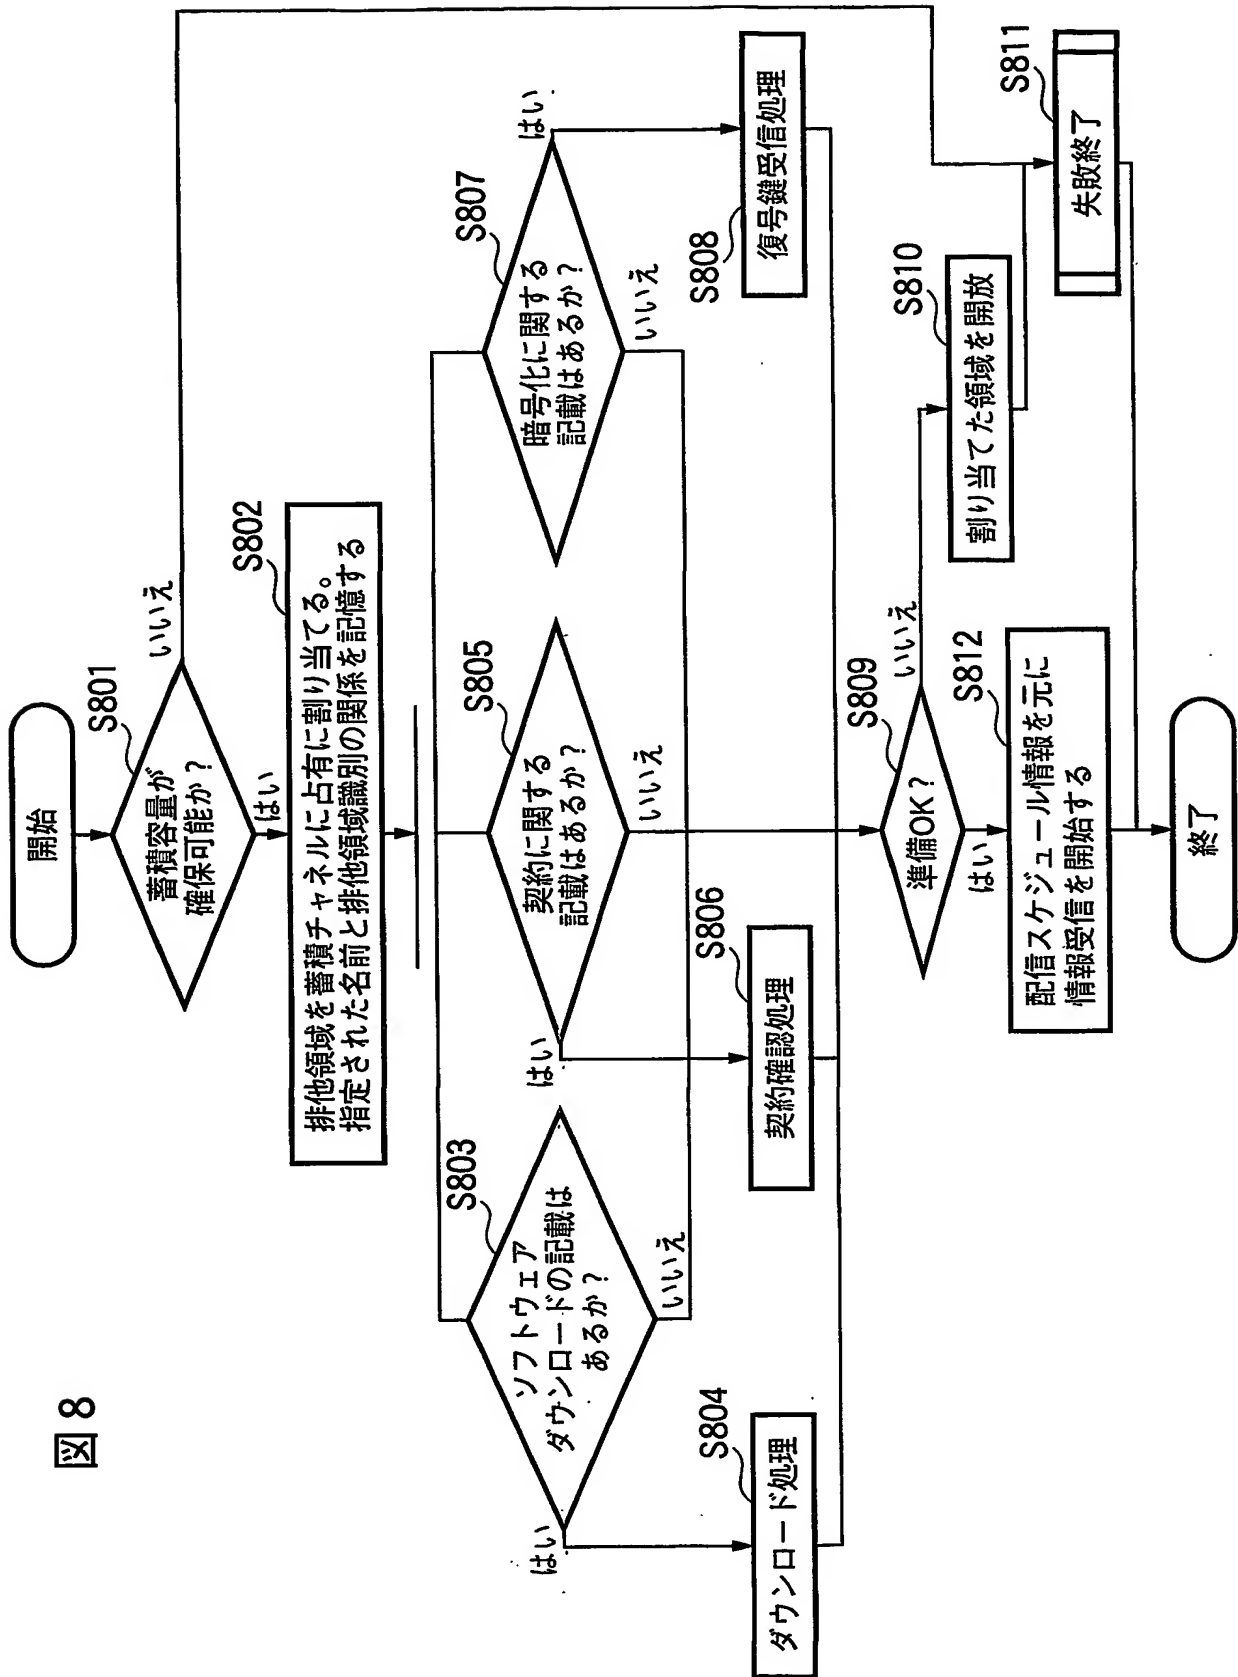 図8
開始
S801
蓄積容量が
確保可能か？
いいえ
はい
S802
排他領域を蓄積チャネルに占有に割り当てる。
指定された名前と排他領域識別の関係を記憶する
S803
ソフトウェア
ダウンロードの記載は
あるか？
はい
いいえ
S804
ダウンロード処理
S805
契約に関する
記載はあるか？
はい
いいえ
S806
契約確認処理
S807
暗号化に関する
記載はあるか？
はい
いいえ
S808
復号鍵受信処理
S809
準備OK？
いいえ
はい
S810
割り当てた領域を開放
S811
失敗終了
S812
配信スケジュール情報を元に
情報受信を開始する
終了